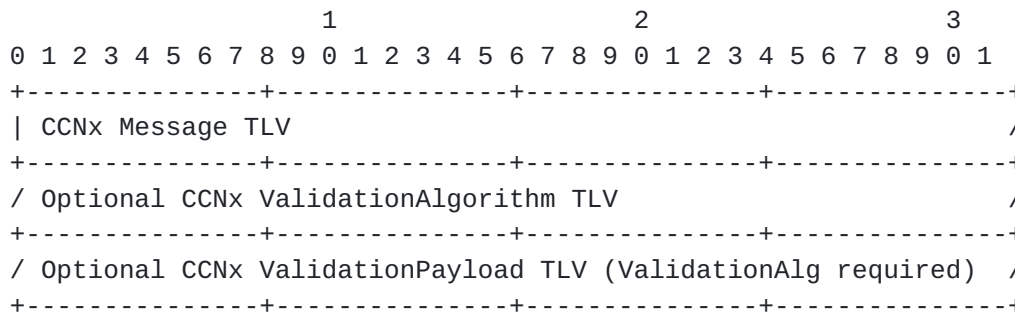 1                   2                   3
 0 1 2 3 4 5 6 7 8 9 0 1 2 3 4 5 6 7 8 9 0 1 2 3 4 5 6 7 8 9 0 1
+---------------+---------------+---------------+---------------+
| CCNx Message TLV                                              /
+---------------+---------------+---------------+---------------+
/ Optional CCNx ValidationAlgorithm TLV                         /
+---------------+---------------+---------------+---------------+
/ Optional CCNx ValidationPayload TLV (ValidationAlg required)  /
+---------------+---------------+---------------+---------------+